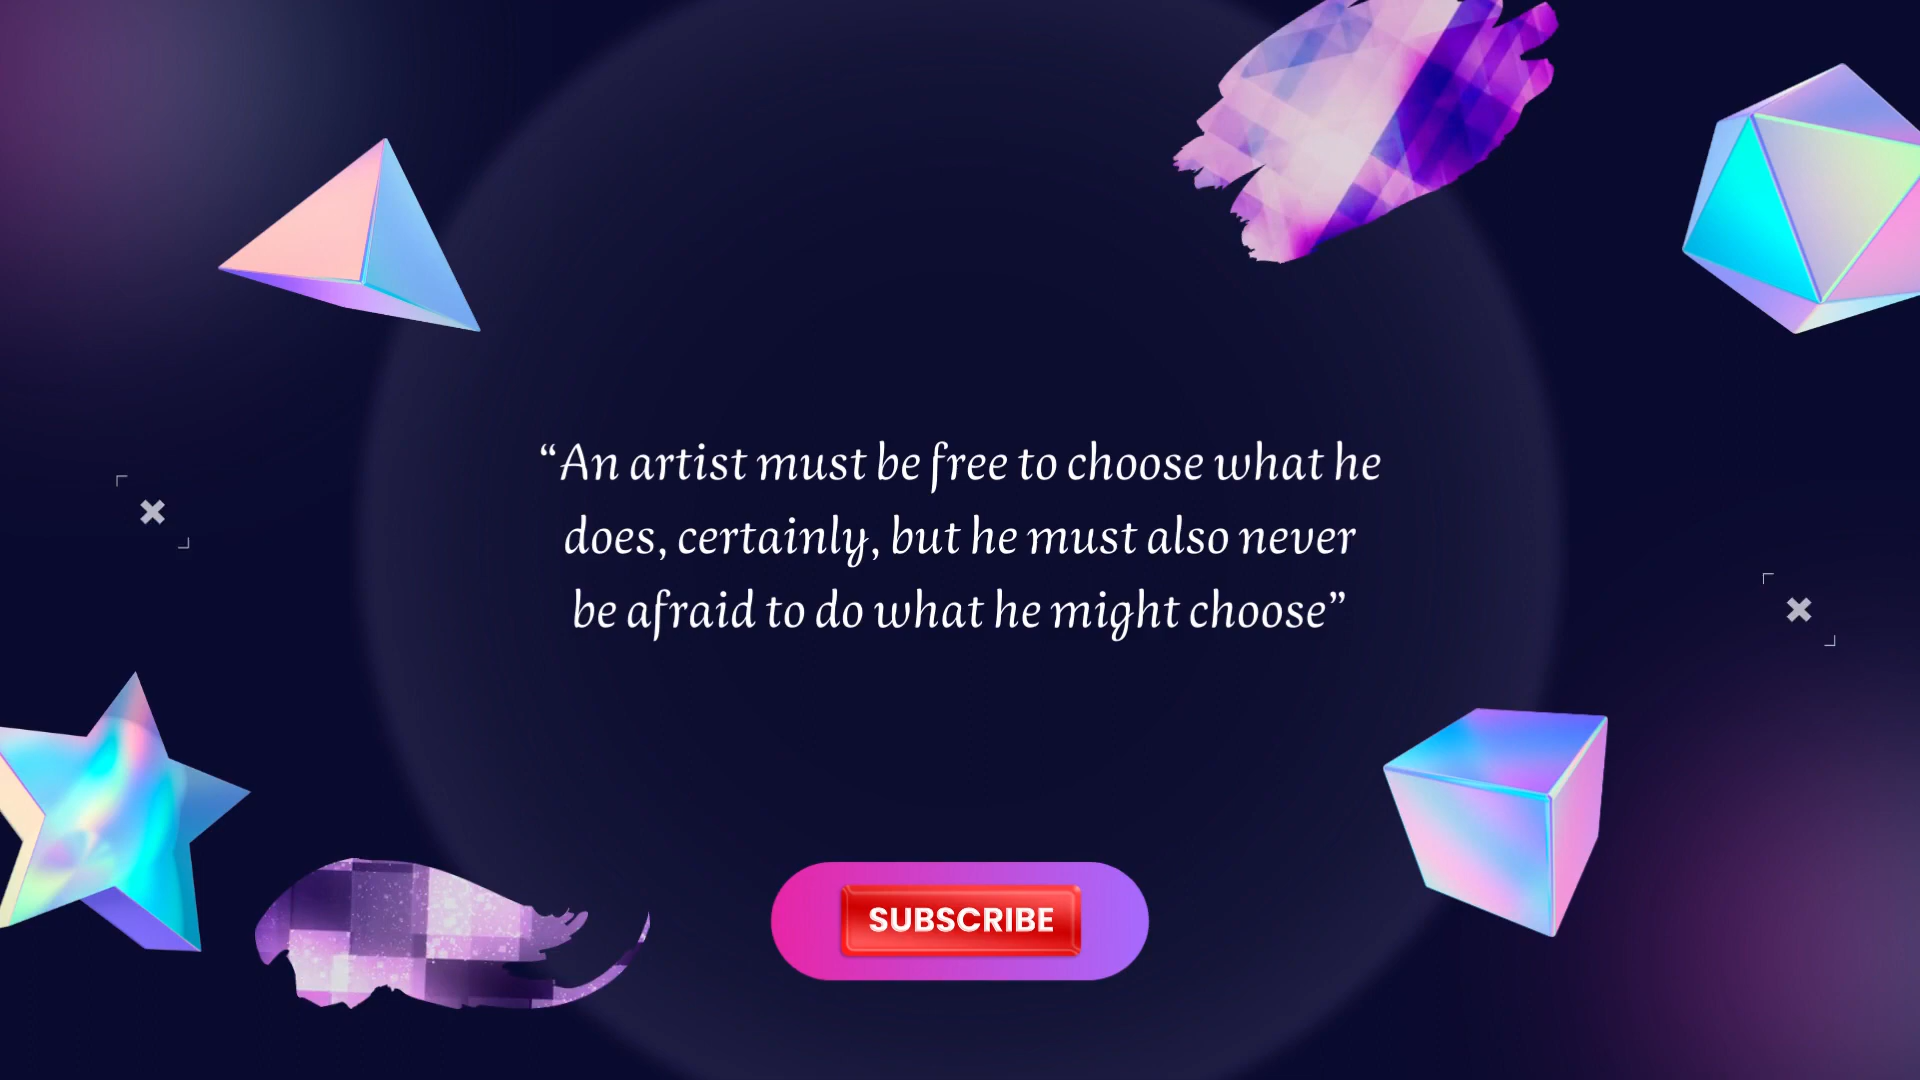 “An artist must be free to choose what he
does, certainly, but he must also never
be afraid to do what he might choose”
SUBSCRIBE